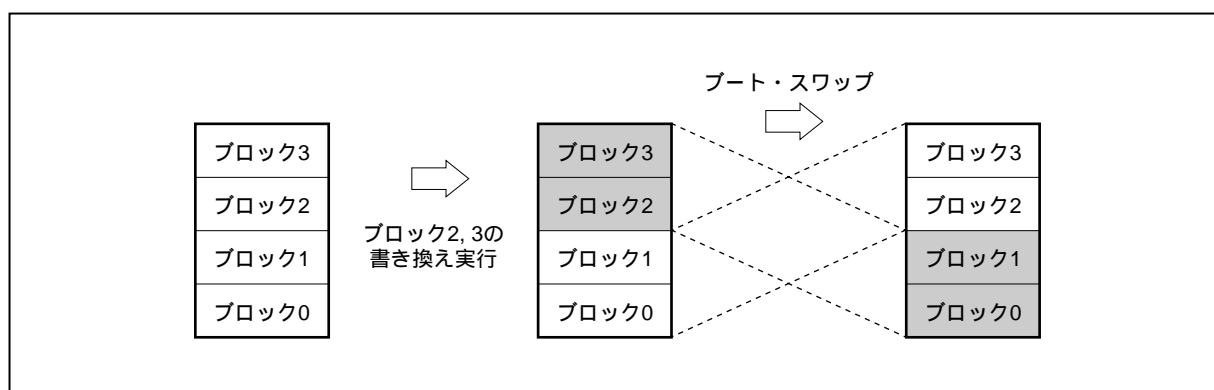 ブート・スワップ
ブロック3
ブロック2
ブロック1
ブロック0
ブロック2, 3の
書き換え実行
ブロック3
ブロック2
ブロック1
ブロック0
ブロック3
ブロック2
ブロック1
ブロック0